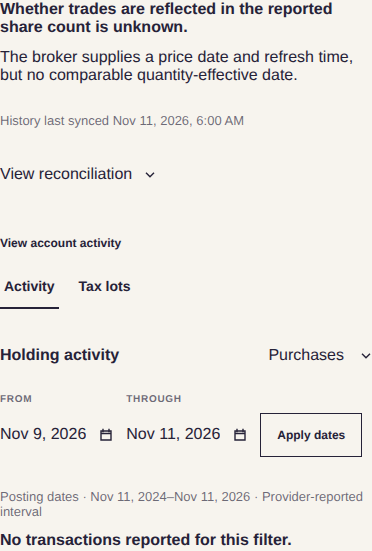 Whether trades are reflected in the reported
share count is unknown.
The broker supplies a price date and refresh time,
but no comparable quantity-effective date.
History last synced Nov 11, 2026, 6:00 AM
View reconciliation
View account activity
Activity Tax lots
Holding activity Purchases
FROM THROUGH
Nov 9, 2026 Nov 11, 2026 Apply dates
Posting dates · Nov 11, 2024–Nov 11, 2026 · Provider-reported
interval
No transactions reported for this filter.